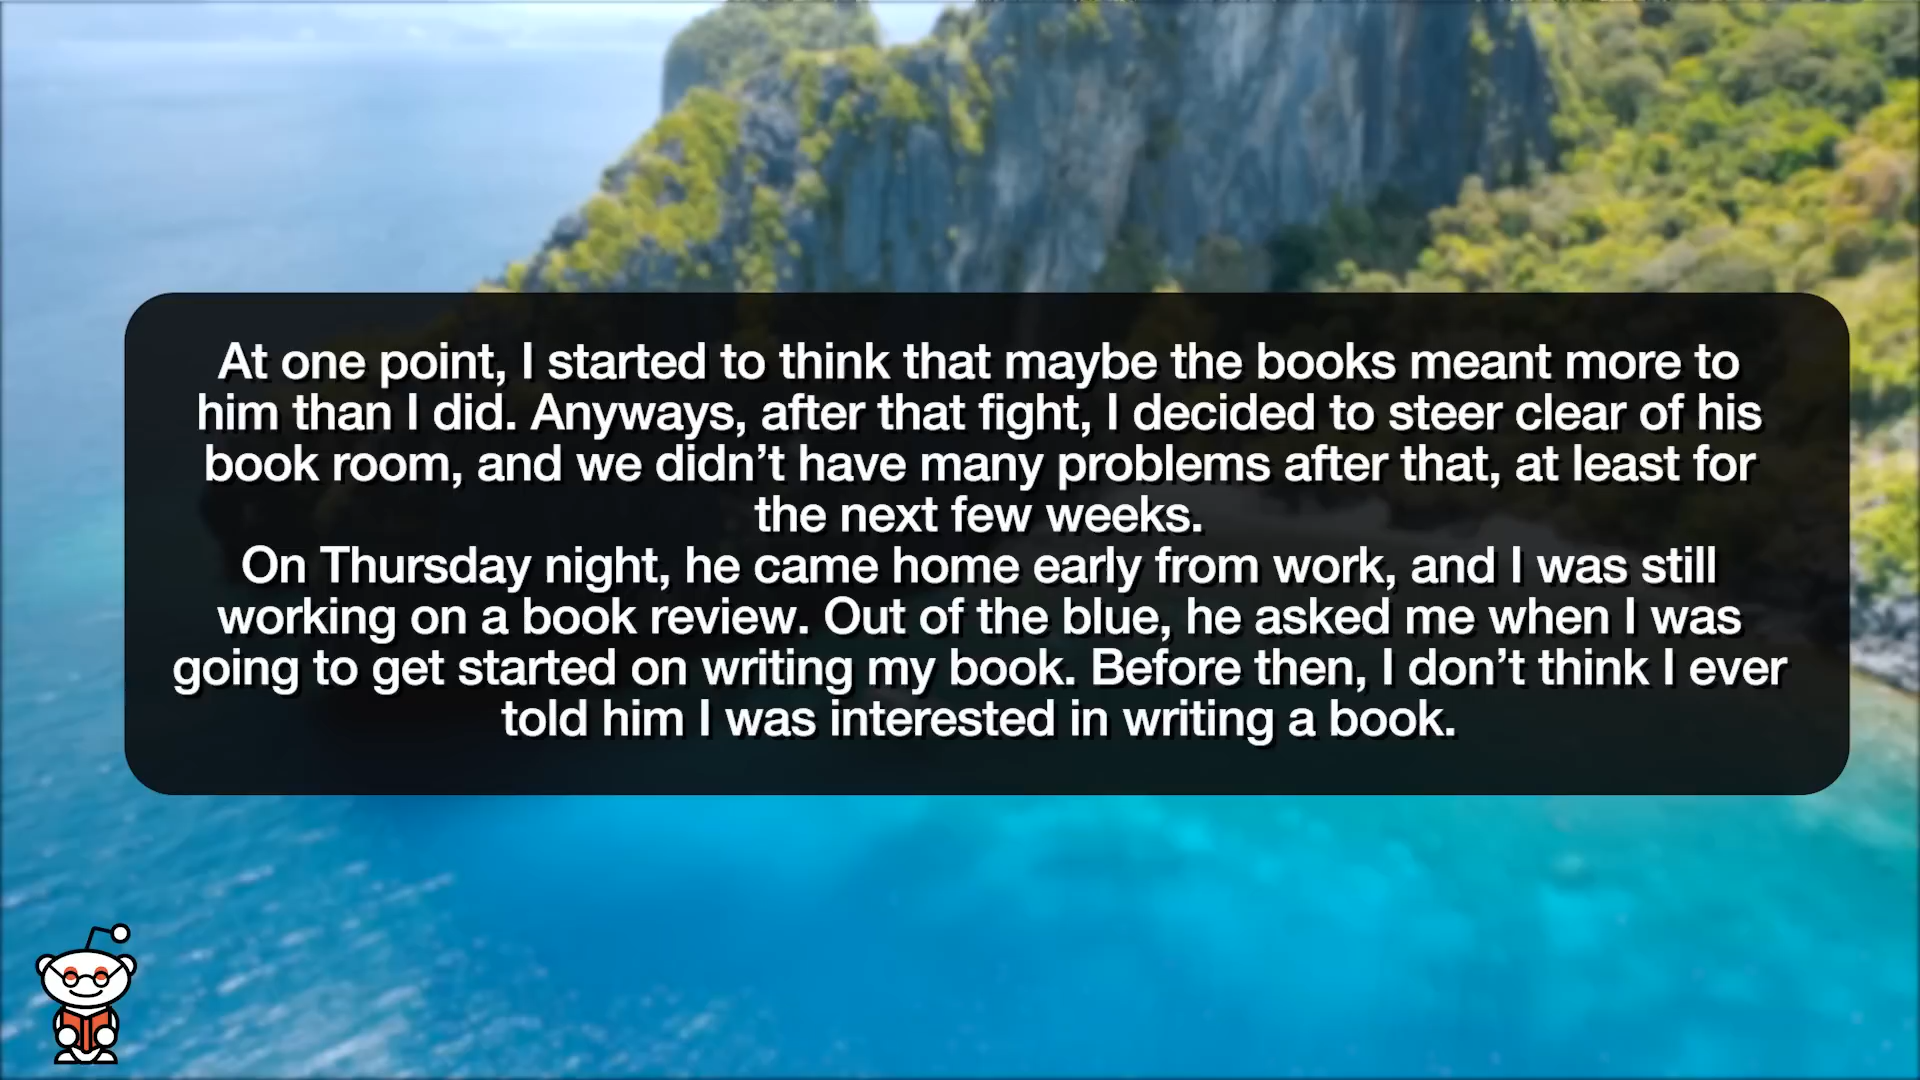 At one point, I started to think that maybe the books meant more to
him than I did. Anyways, after that fight, I decided to steer clear of his
book room, and we didn’t have many problems after that, at least for
the next few weeks.
On Thursday night, he came home early from work, and I was still
working on a book review. Out of the blue, he asked me when I was
going to get started on writing my book. Before then, I don’t think I ever
told him I was interested in writing a book.